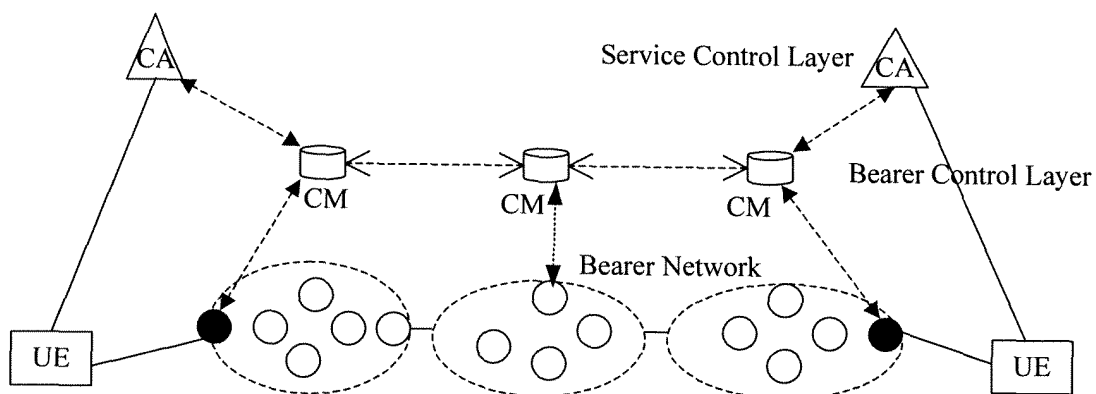 CA
Service Control Layer
CA
CM
CM
CM
Bearer Control Layer
Bearer Network
UE
UE